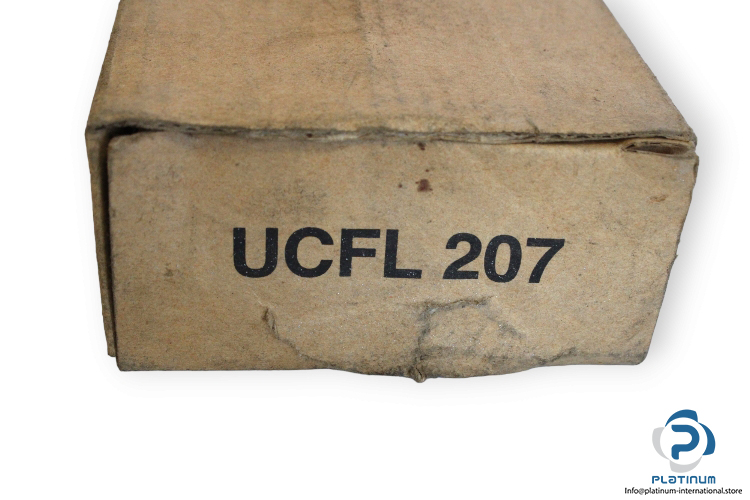 UCFL 207
PLATINUM
Info@platinum-international.store